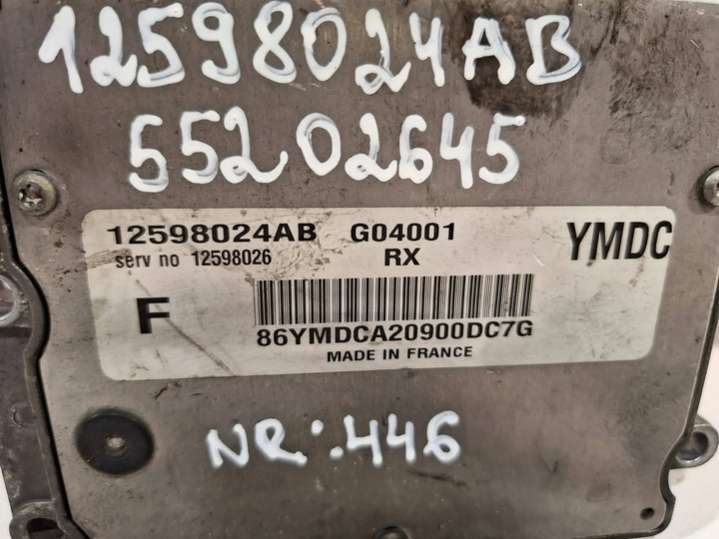 12598024AB
55202645
12598024AB G04001 YMDC
serv no 12598026 RX
F
86YMDCA20900DC7G
MADE IN FRANCE
NR:446